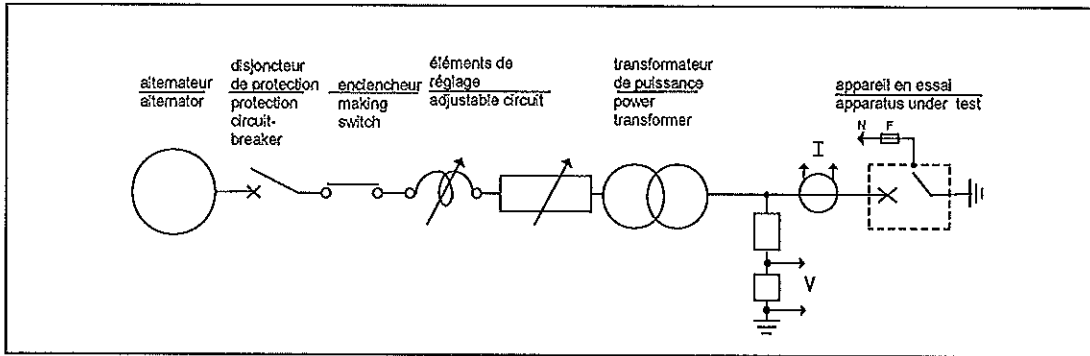 alternateur
alternator
disjoncteur
de protection
protection
circuit-
breaker
enclencheur
making
switch
éléments de
réglage
adjustable circuit
transformateur
de puissance
power
transformer
appareil en essai
apparatus under test
N
F
I
V